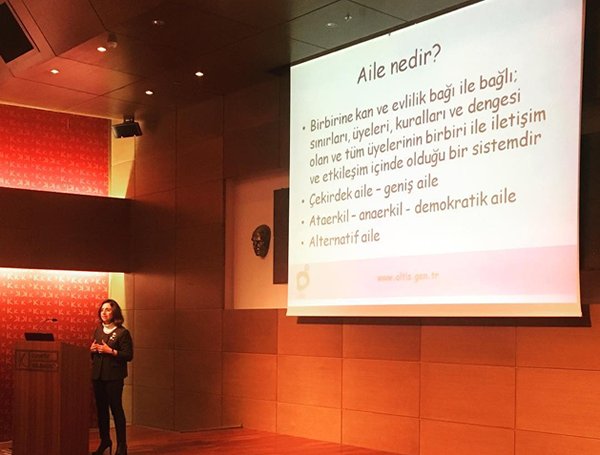 Aile nedir?
• Birbirine kan ve evlilik bağı ile bağlı;
sınırları, üyeleri, kuralları ve dengesi
olan ve tüm üyelerinin birbiri ile iletişim
ve etkileşim içinde olduğu bir sistemdir
• Çekirdek aile – geniş aile
• Ataerkil – anaerkil - demokratik aile
• Alternatif aile
www.altis.gen.tr